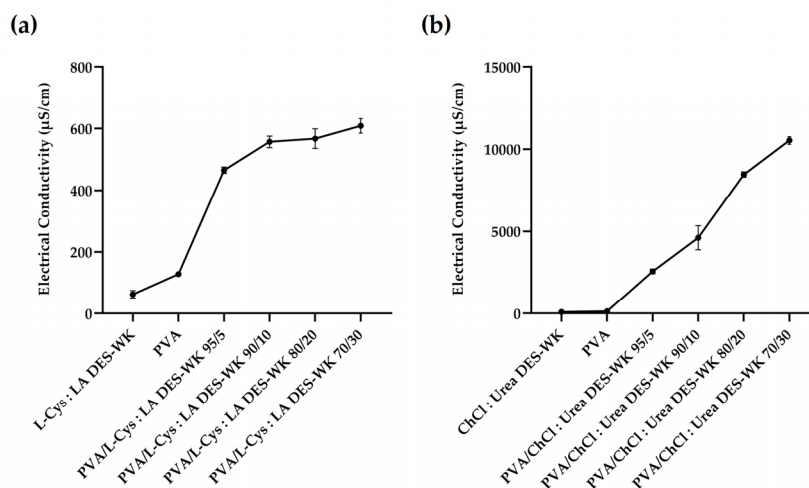 (a)
Electrical Conductivity (µS/cm)
800
600
400
200
0
L-Cys : LA DES-WK
PVA
PVA/L-Cys : LA DES-WK 95/5
PVA/L-Cys : LA DES-WK 90/10
PVA/L-Cys : LA DES-WK 80/20
PVA/L-Cys : LA DES-WK 70/30
(b)
Electrical Conductivity (µS/cm)
15000
10000
5000
0
ChCl : Urea DES-WK
PVA
PVA/ChCl : Urea DES-WK 95/5
PVA/ChCl : Urea DES-WK 90/10
PVA/ChCl : Urea DES-WK 80/20
PVA/ChCl : Urea DES-WK 70/30